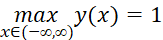 max y(x) = 1
x∈(−∞,∞)